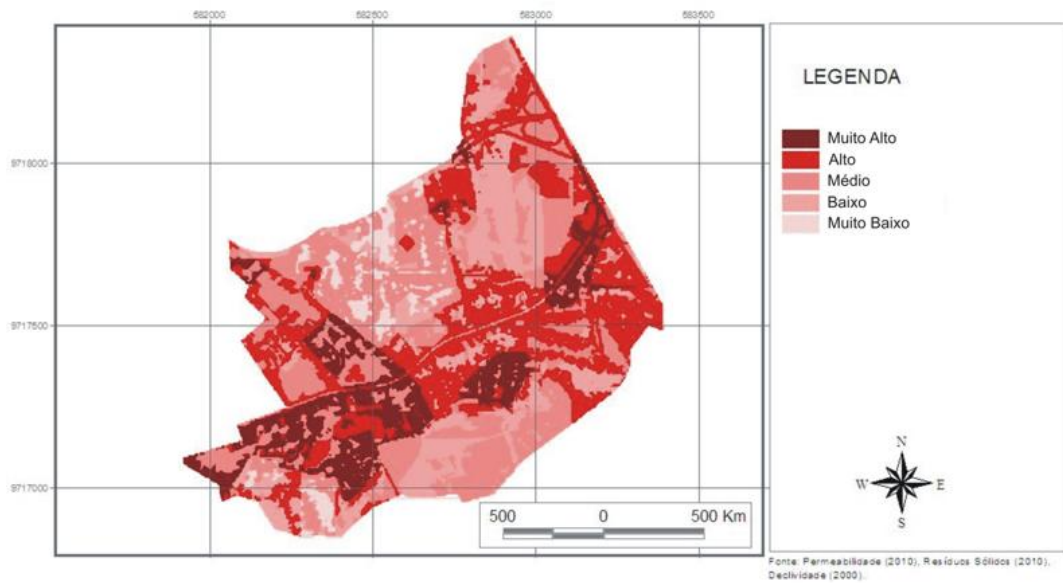 582000 582500 583000 583500
9718000
9717500
9717000
500 0 500 Km
LEGENDA
Muito Alto
Alto
Médio
Baixo
Muito Baixo
N
W E
S
Fonte: Permeabilidade (2010), Resíduos Sólidos (2010),
Declividade (2000).